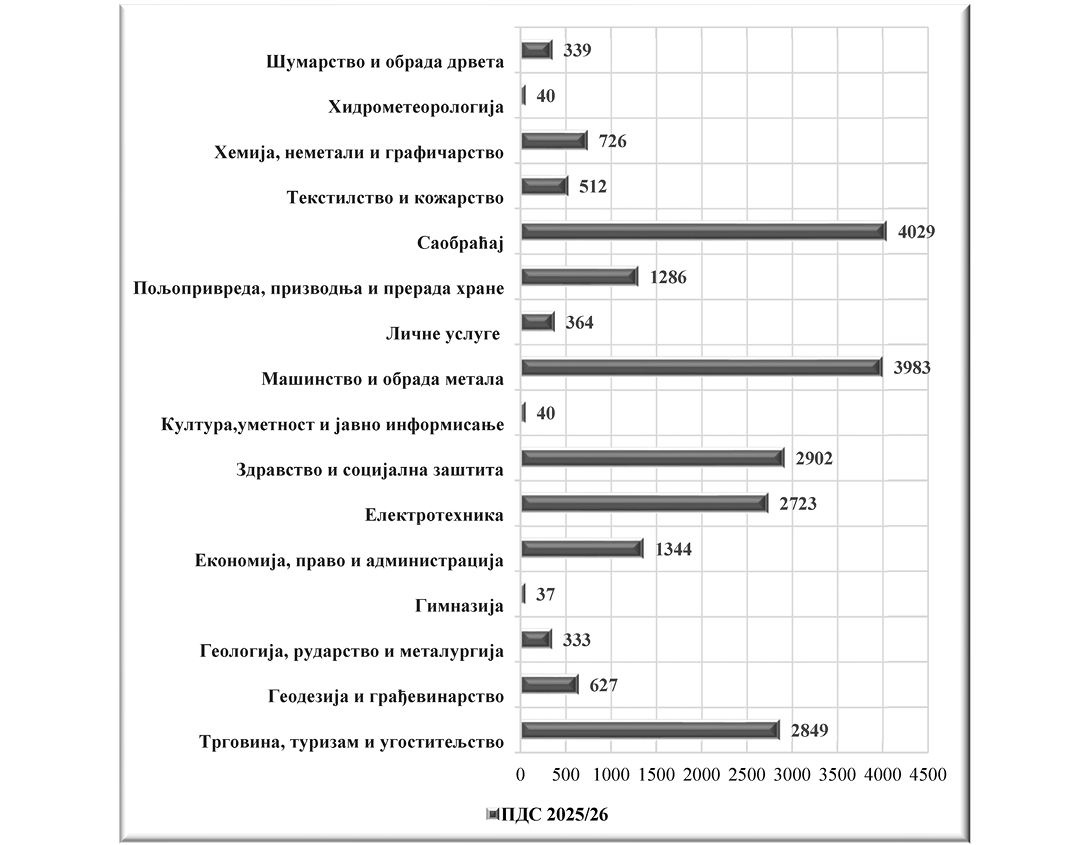 Шумарство и обрада дрвета 339
Хидрометеорологија 40
Хемија, неметали и графичарство 726
Текстилство и кожарство 512
Саобраћај 4029
Пољопривреда, призводња и прерада хране 1286
Личне услуге 364
Машинство и обрада метала 3983
Култура,уметност и јавно информисање 40
Здравство и социјална заштита 2902
Електротехника 2723
Економија, право и администрација 1344
Гимназија 37
Геологија, рударство и металургија 333
Геодезија и грађевинарство 627
Трговина, туризам и угоститељство 2849
0 500 1000 1500 2000 2500 3000 3500 4000 4500
ПДС 2025/26